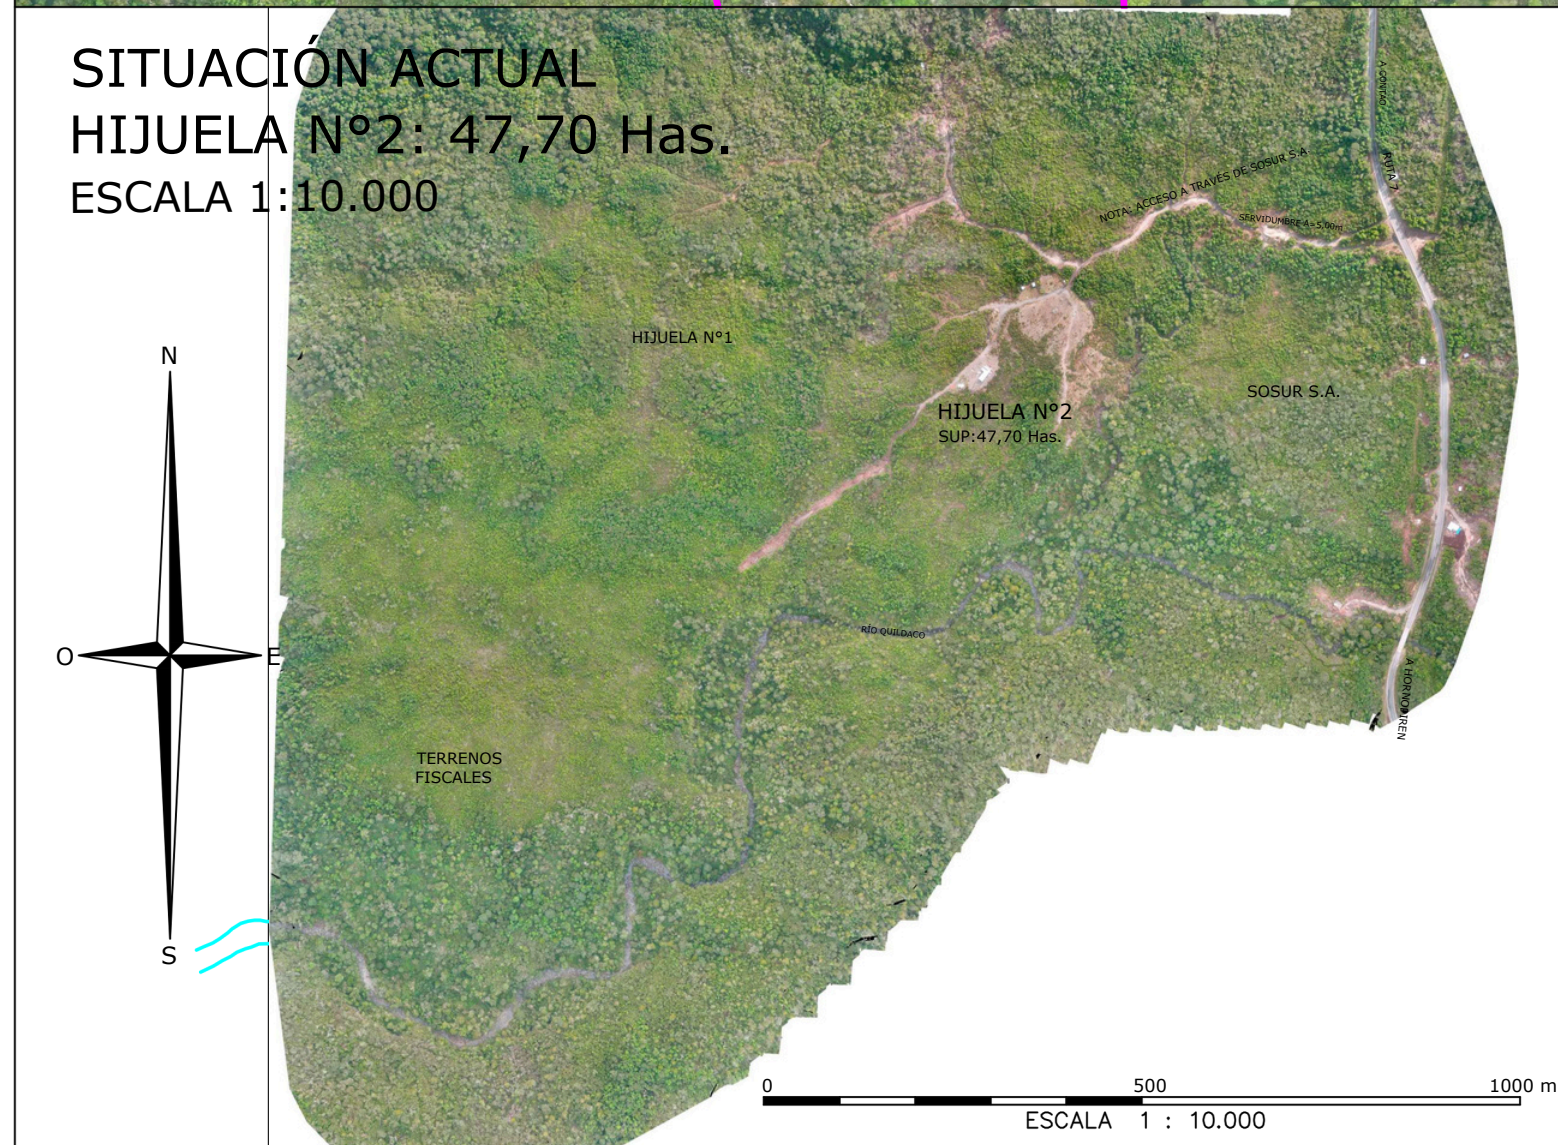 SITUACIÓN ACTUAL
HIJUELA N°2: 47,70 Has.
ESCALA 1:10.000
A CONTAO
RUTA 7
NOTA: ACCESO A TRAVÉS DE SOSUR S.A
SERVIDUMBRE A=5,00m
HIJUELA N°1
N
SOSUR S.A.
HIJUELA N°2
SUP:47,70 Has.
RÍO QUILDACO
O
E
A HORNOPIREN
TERRENOS
FISCALES
S
0 500 1000 m
ESCALA 1 : 10.000